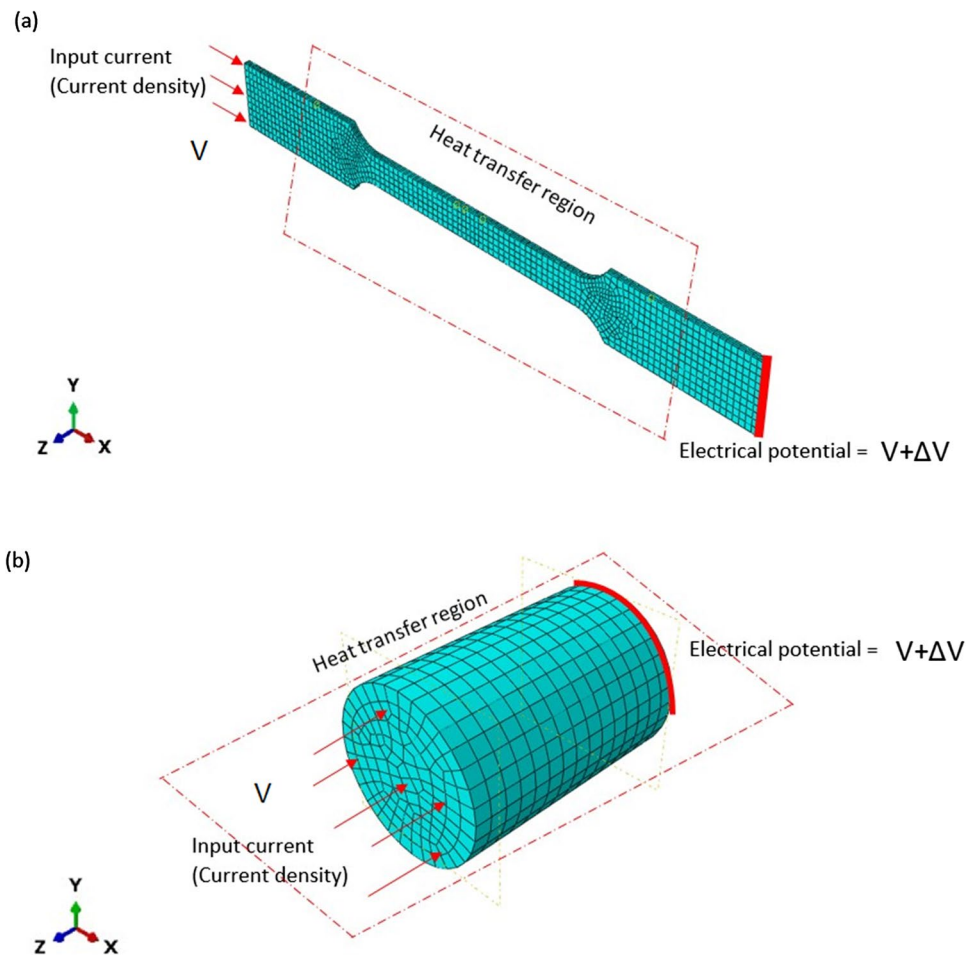 (a)
Input current
(Current density)
V
Heat transfer region
Y
Z
X
Electrical potential = V+ΔV
(b)
Heat transfer region
Electrical potential = V+ΔV
V
Input current
(Current density)
Y
Z
X